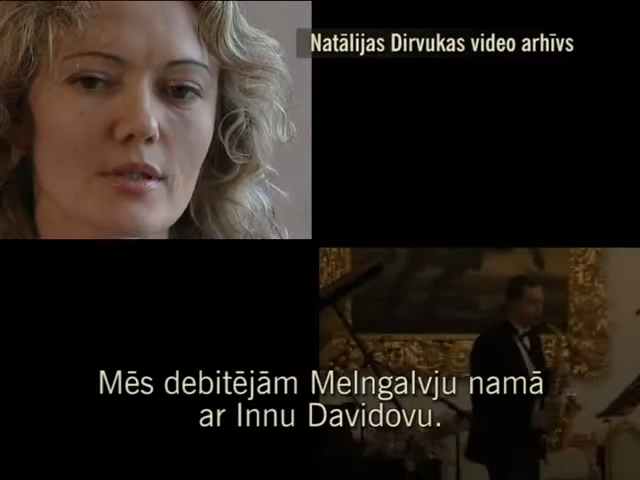 Natālijas Dirvukas video arhīvs
Mēs debitējām Melngalvju namā
ar Innu Davidovu.